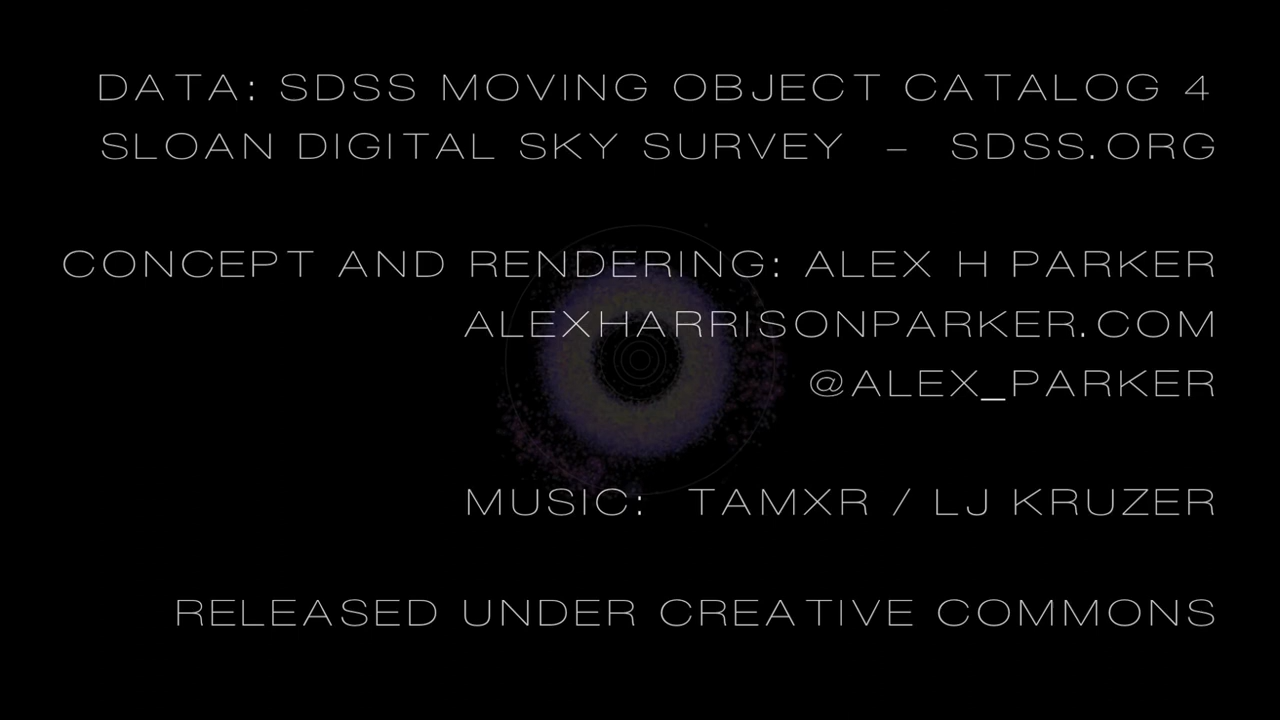 DATA: SDSS MOVING OBJECT CATALOG 4
SLOAN DIGITAL SKY SURVEY – SDSS.ORG
CONCEPT AND RENDERING: ALEX H PARKER
ALEXHARRISONPARKER.COM
@ALEX_PARKER
MUSIC: TAMXR / LJ KRUZER
RELEASED UNDER CREATIVE COMMONS